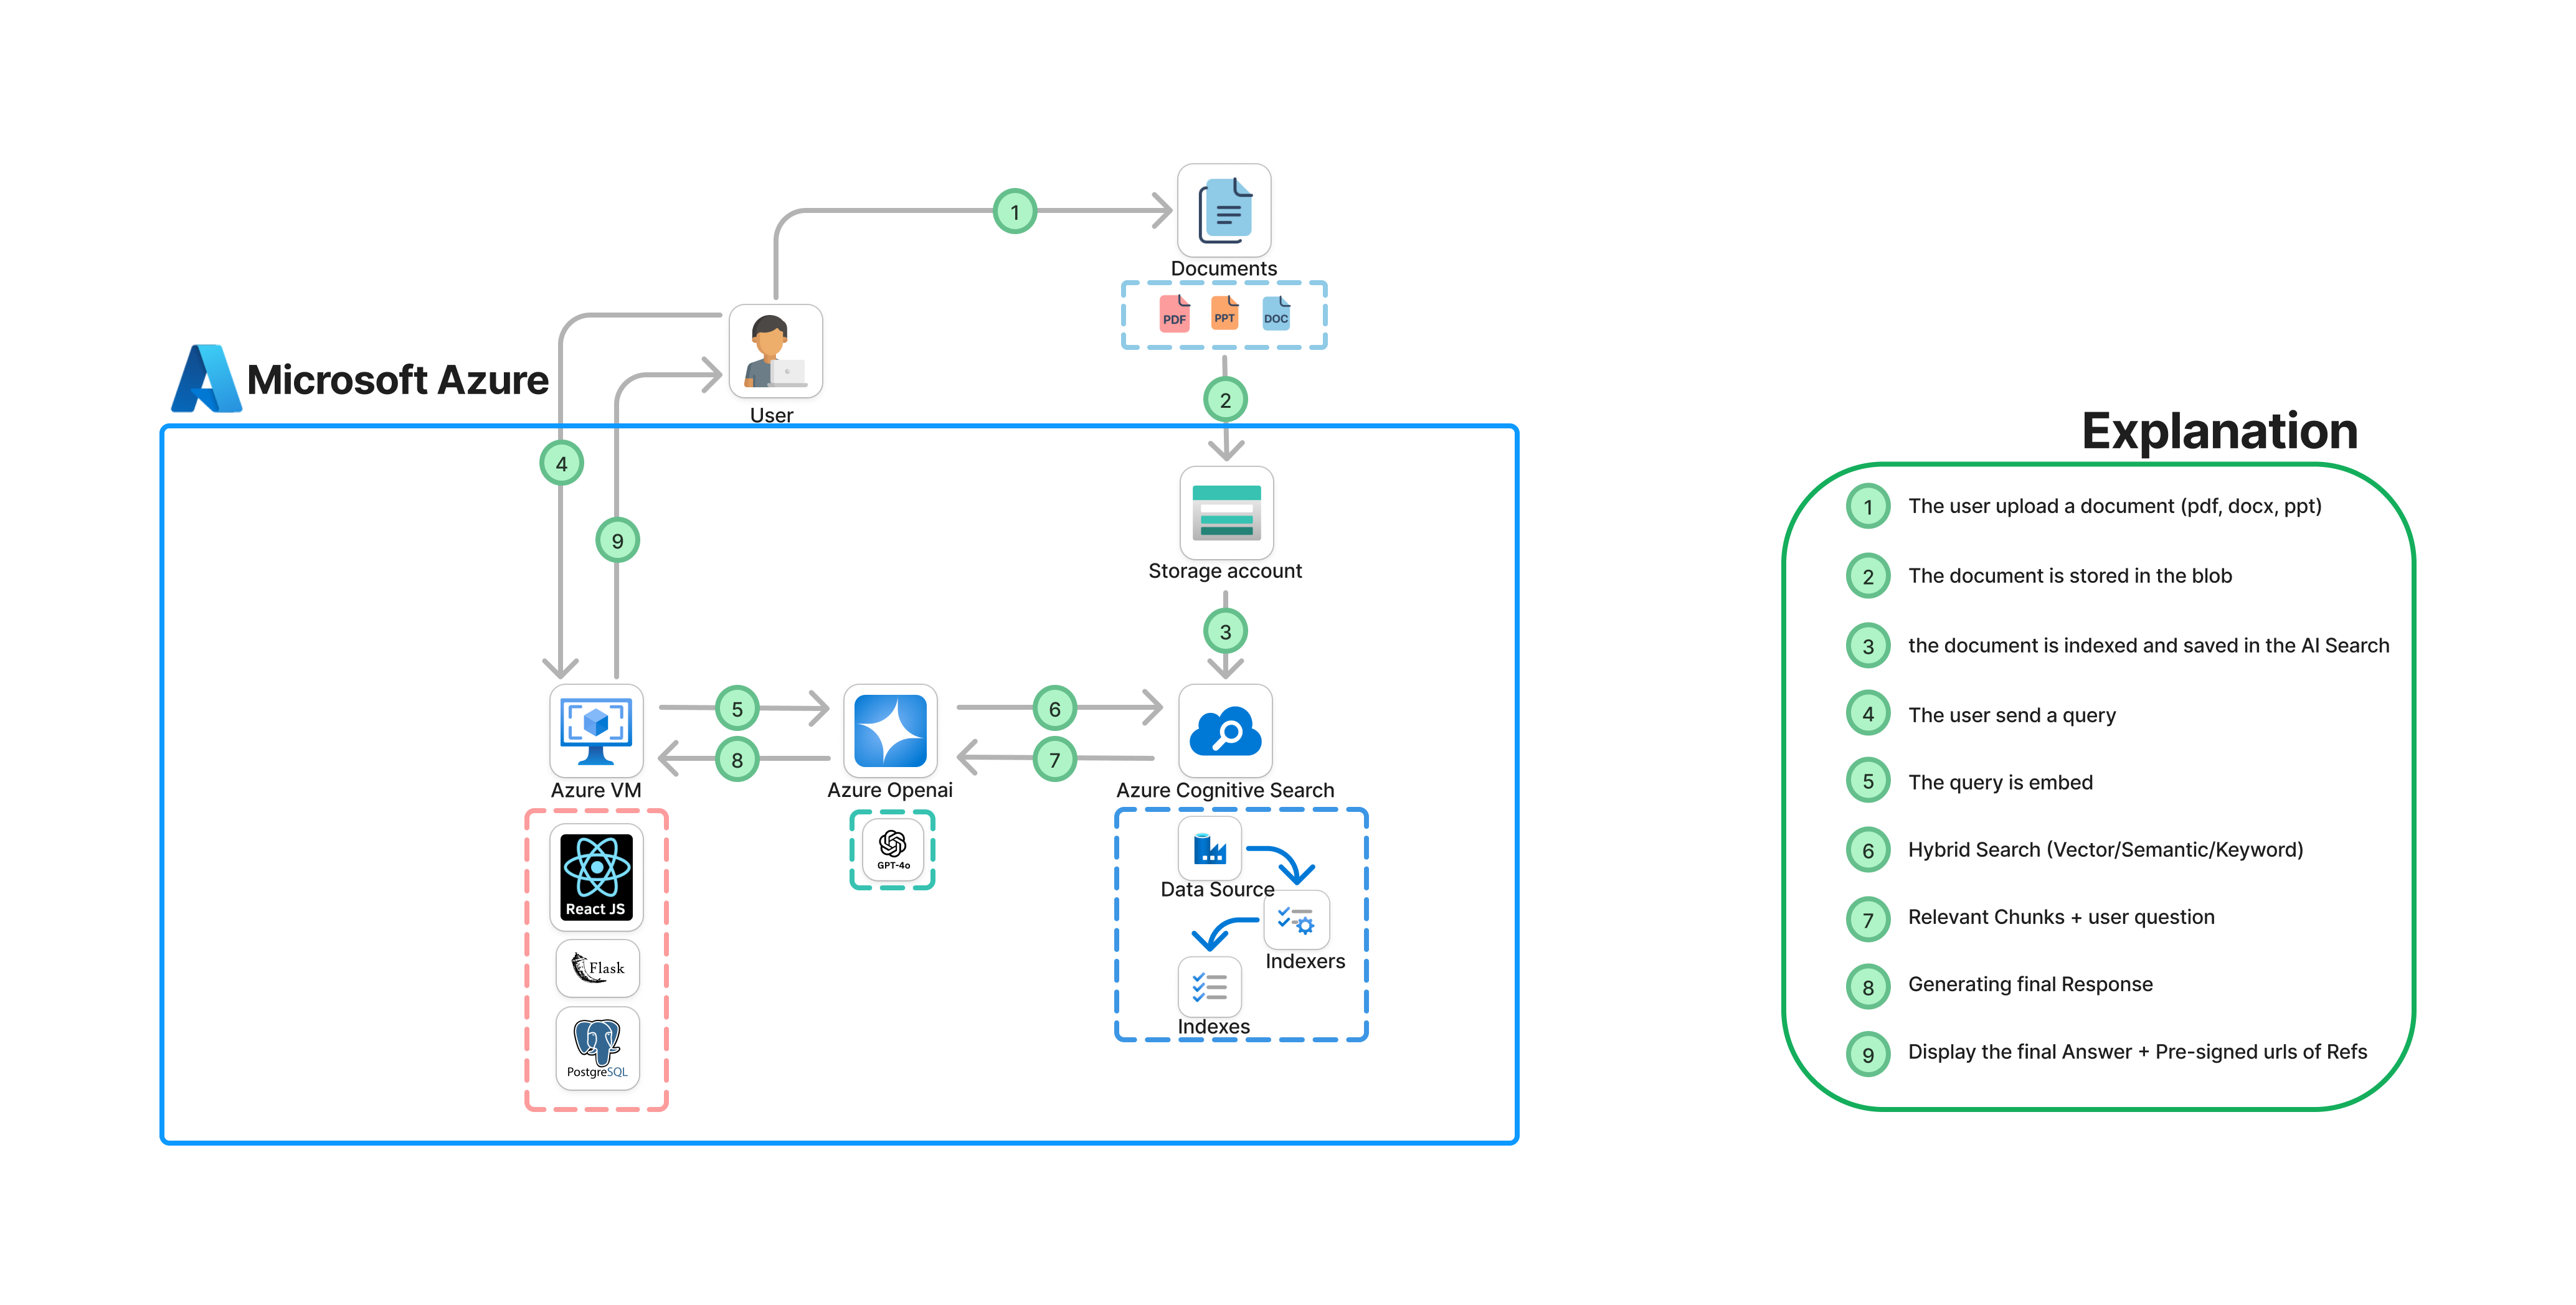 1
Documents
PDF
PPT
DOC
Microsoft Azure
User
2
4
9
Storage account
3
5
6
8
7
Azure VM
Azure Openai
Azure Cognitive Search
React JS
Flask
PostgreSQL
GPT-4o
Data Source
Indexers
Indexes
Explanation
1 The user upload a document (pdf, docx, ppt)
2 The document is stored in the blob
3 the document is indexed and saved in the AI Search
4 The user send a query
5 The query is embed
6 Hybrid Search (Vector/Semantic/Keyword)
7 Relevant Chunks + user question
8 Generating final Response
9 Display the final Answer + Pre-signed urls of Refs